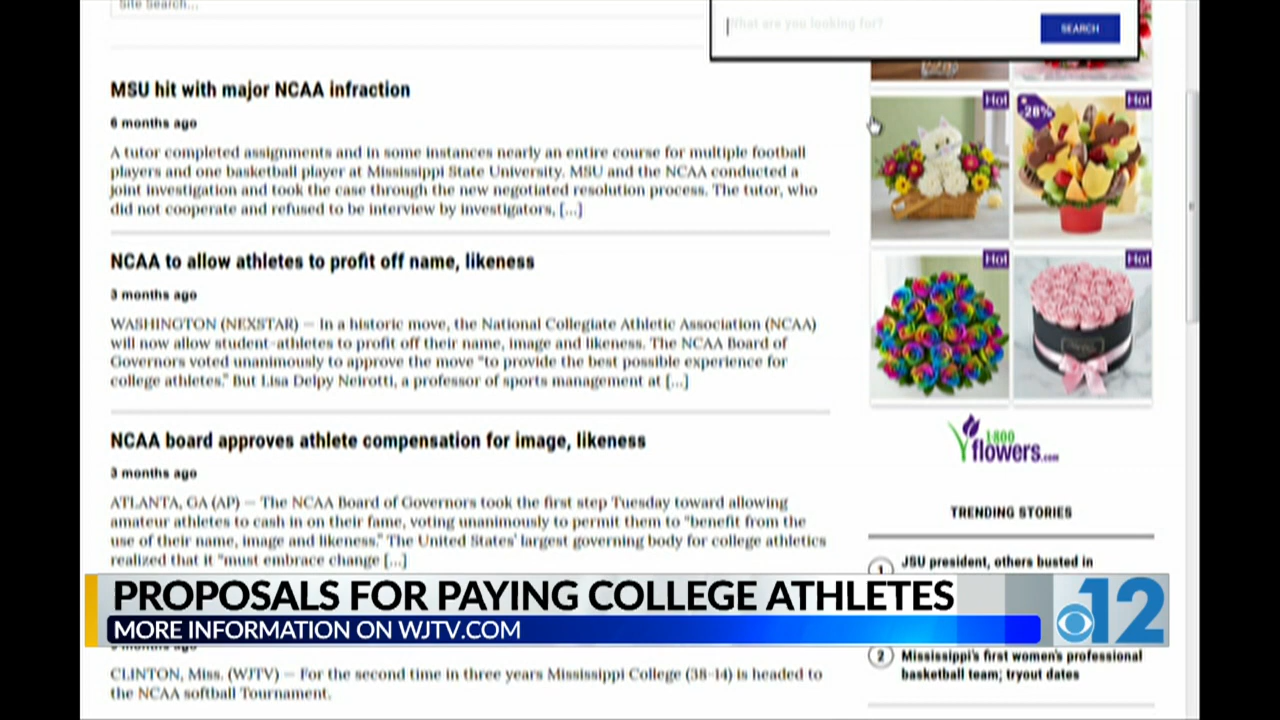 Site Search...
What are you looking for?
SEARCH
MSU hit with major NCAA infraction
6 months ago
A tutor completed assignments and in some instances nearly an entire course for multiple football
players and one basketball player at Mississippi State University. MSU and the NCAA conducted a
joint investigation and took the case through the new negotiated resolution process. The tutor, who
did not cooperate and refused to be interview by investigators, [...]
NCAA to allow athletes to profit off name, likeness
3 months ago
WASHINGTON (NEXSTAR) — In a historic move, the National Collegiate Athletic Association (NCAA)
will now allow student-athletes to profit off their name, image and likeness. The NCAA Board of
Governors voted unanimously to approve the move "to provide the best possible experience for
college athletes." But Lisa Delpy Neirotti, a professor of sports management at [...]
NCAA board approves athlete compensation for image, likeness
3 months ago
ATLANTA, GA (AP) — The NCAA Board of Governors took the first step Tuesday toward allowing
amateur athletes to cash in on their fame, voting unanimously to permit them to "benefit from the
use of their name, image and likeness." The United States' largest governing body for college athletics
realized that it "must embrace change [...]
months ago
CLINTON, Miss. (WJTV) — For the second time in three years Mississippi College (38-14) is headed to
the NCAA softball Tournament.
Hot
-28%
Hot
Hot
Hot
1-800
flowers.com
TRENDING STORIES
1
JSU president, others busted in
2
Mississippi's first women's professional
basketball team; tryout dates
PROPOSALS FOR PAYING COLLEGE ATHLETES
MORE INFORMATION ON WJTV.COM
12